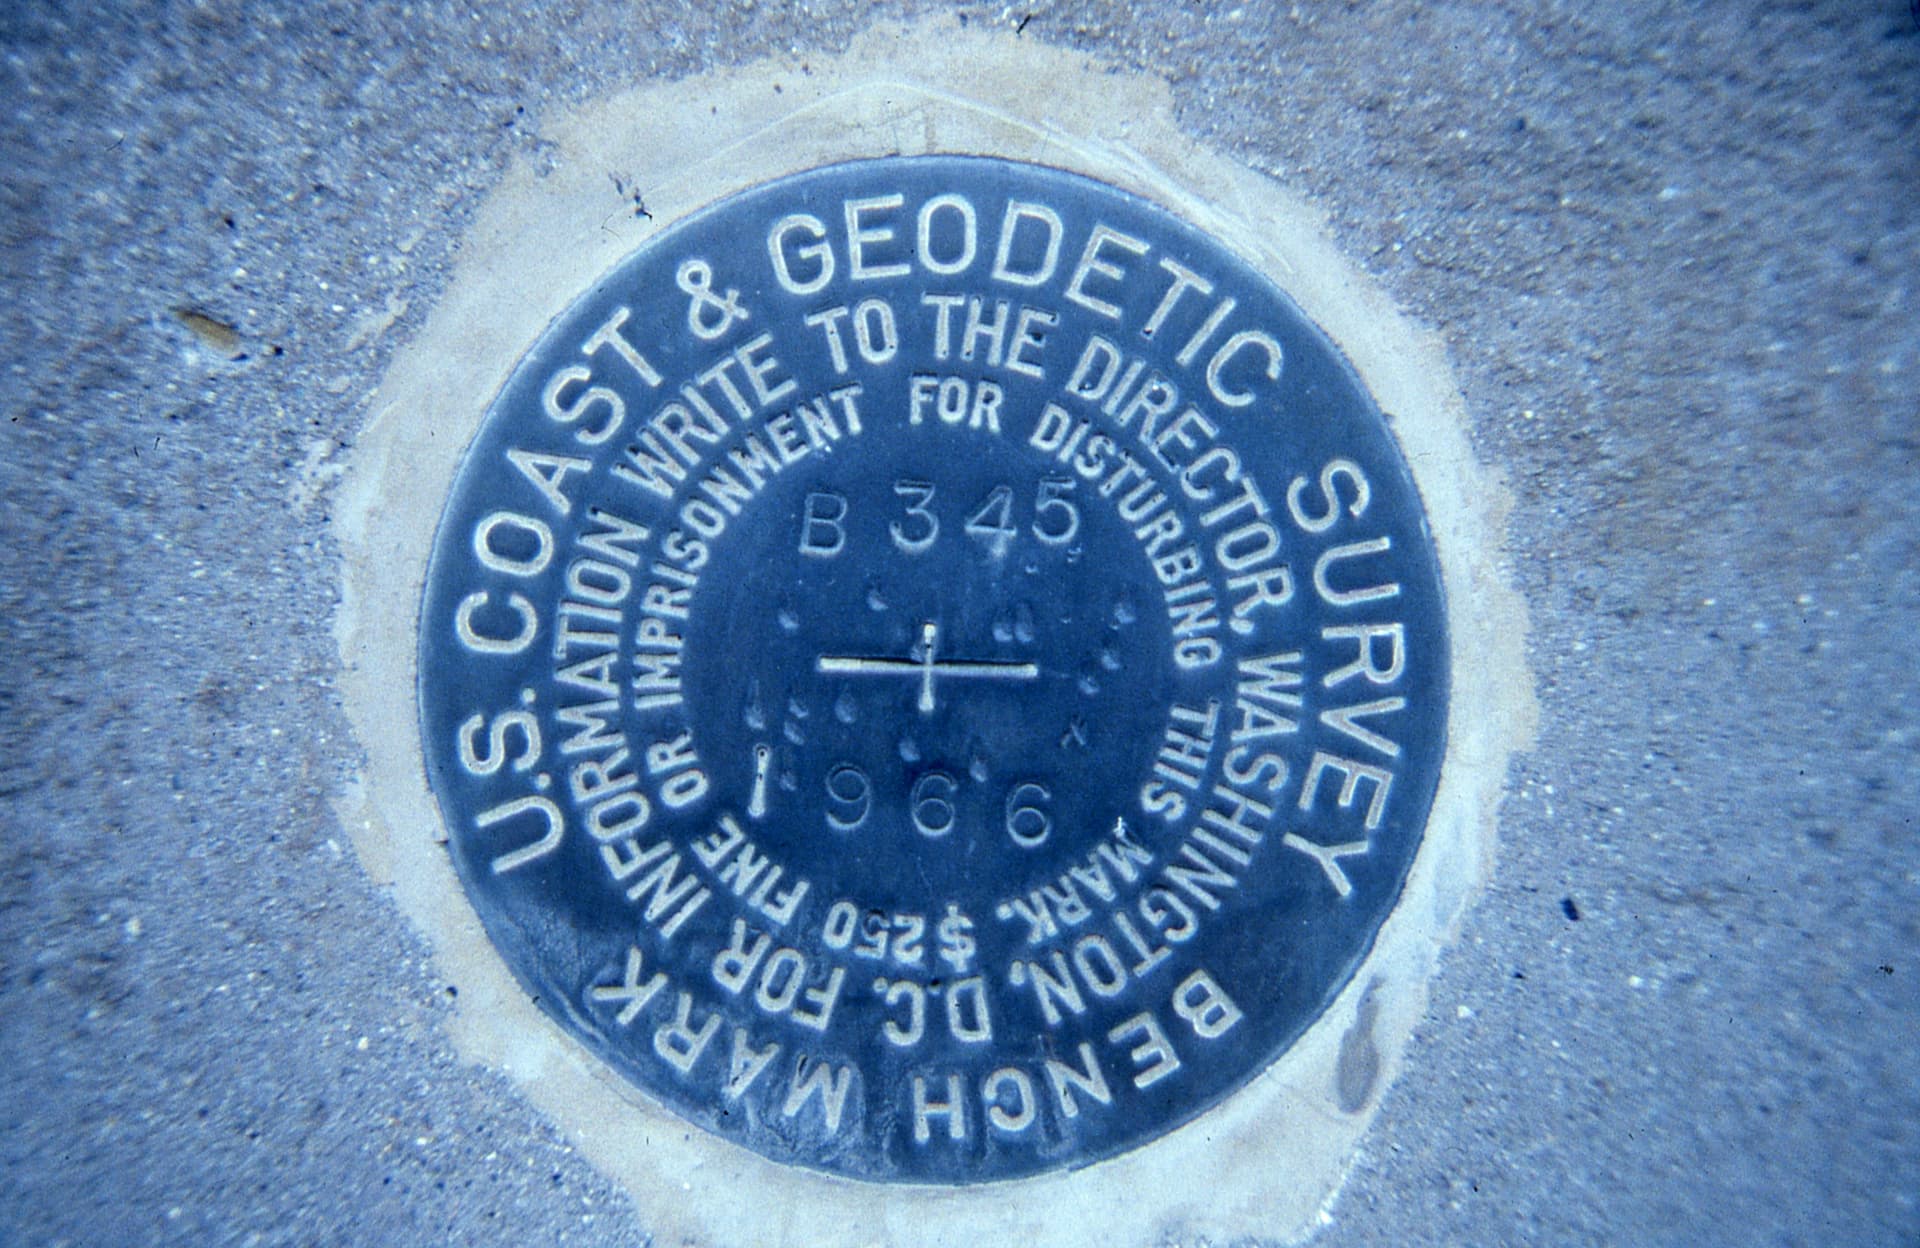 U.S. COAST & GEODETIC SURVEY
BENCH MARK
FOR INFORMATION WRITE TO THE DIRECTOR, WASHINGTON, D.C.
$250 FINE OR IMPRISONMENT FOR DISTURBING THIS MARK.
B 345
1966